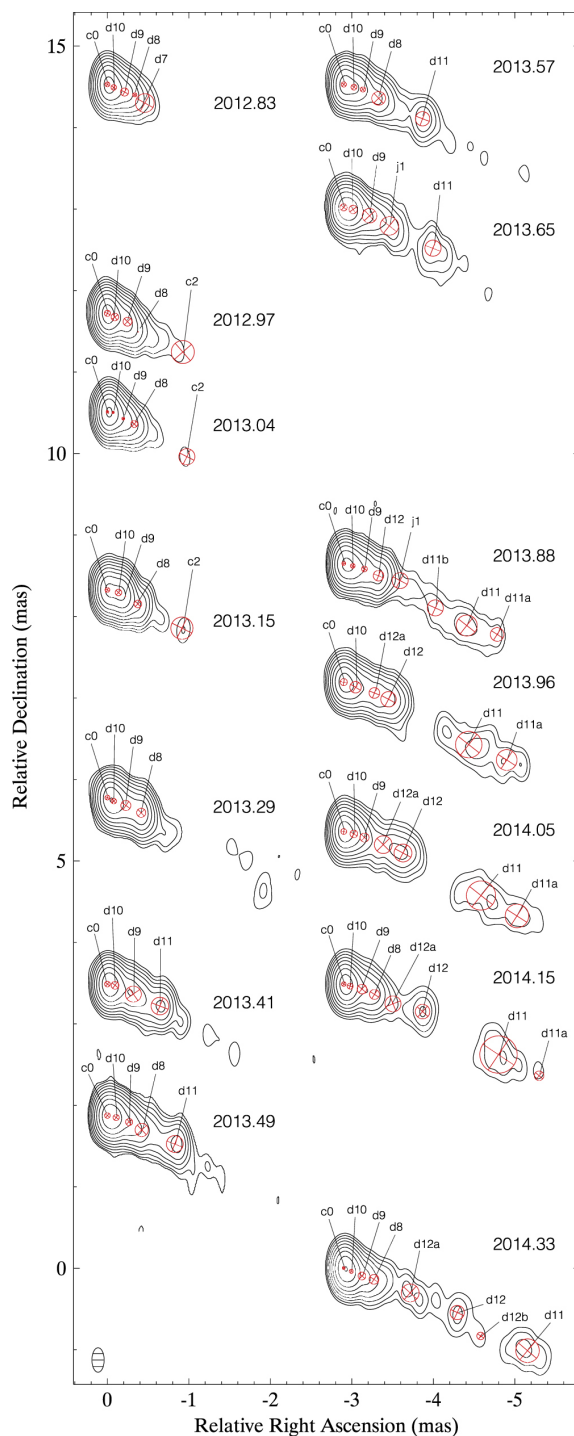 c0 d10 d9 d8 d7
2012.83
c0 d10 d9 d8 c2
2012.97
c0 d10 d9 d8 c2
2013.04
c0 d10 d9 d8 c2
2013.15
c0 d10 d9 d8
2013.29
c0 d10 d9 d11
2013.41
c0 d10 d9 d8 d11
2013.49
c0 d10 d9 d8 d11
2013.57
c0 d10 d9 j1 d11
2013.65
c0 d10 d9 d12 j1 d11b d11 d11a
2013.88
c0 d10 d12a d12 d11 d11a
2013.96
c0 d10 d9 d12a d12 d11 d11a
2014.05
c0 d10 d9 d8 d12a d12 d11 d11a
2014.15
c0 d10 d9 d8 d12a d12 d12b d11
2014.33
15
10
5
0
Relative Declination (mas)
0 -1 -2 -3 -4 -5
Relative Right Ascension (mas)